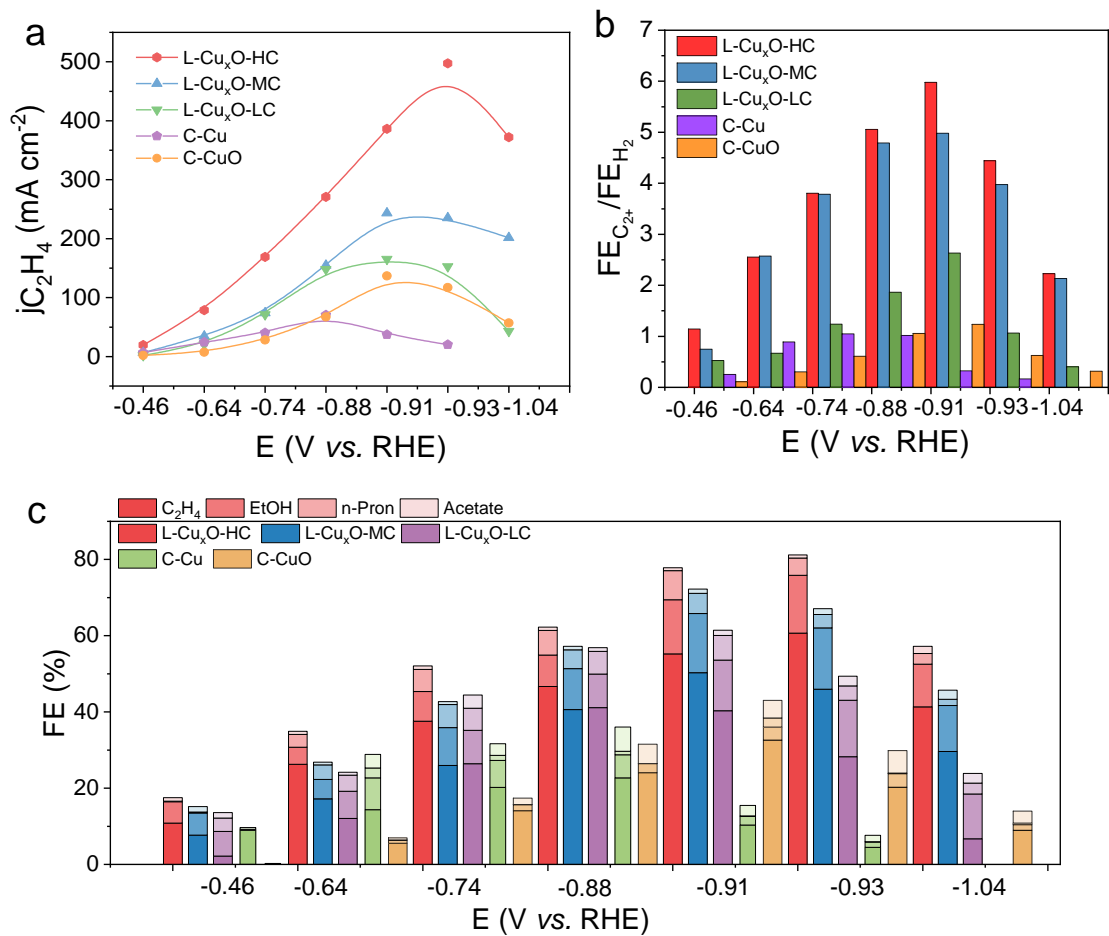 a
jC₂H₄ (mA cm⁻²)
500
400
300
200
100
0
L-CuₓO-HC
L-CuₓO-MC
L-CuₓO-LC
C-Cu
C-CuO
-0.46 -0.64 -0.74 -0.88 -0.91 -0.93 -1.04
E (V vs. RHE)
b
FE_C₂₊/FE_H₂
7
6
5
4
3
2
1
0
L-CuₓO-HC
L-CuₓO-MC
L-CuₓO-LC
C-Cu
C-CuO
-0.46 -0.64 -0.74 -0.88 -0.91 -0.93 -1.04
E (V vs. RHE)
c
C₂H₄ EtOH n-Pron Acetate
L-CuₓO-HC L-CuₓO-MC L-CuₓO-LC
C-Cu C-CuO
FE (%)
80
60
40
20
0
-0.46 -0.64 -0.74 -0.88 -0.91 -0.93 -1.04
E (V vs. RHE)